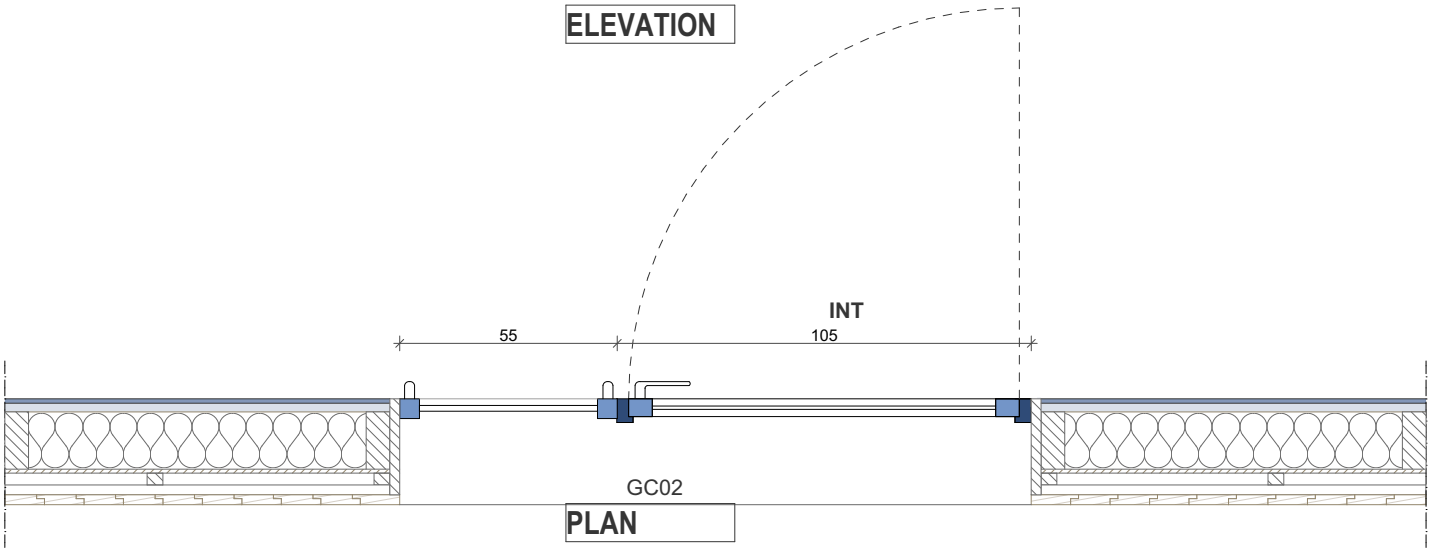 ELEVATION
INT
55
105
GC02
PLAN